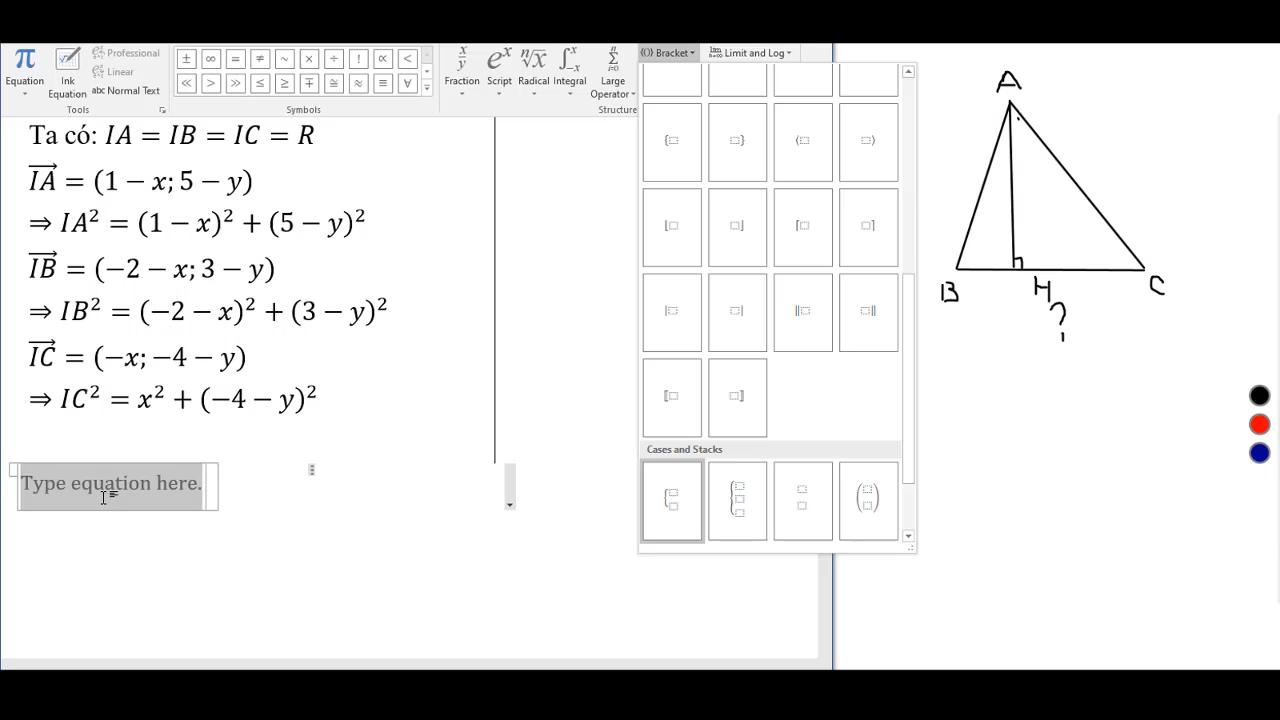 Professional
Linear
abc Normal Text
Equation
Ink Equation
Tools
± ∞ = ≠ ~ × ÷ ! ∝ <
≪ > ≫ ≤ ≥ ∓ ≅ ≈ ≡ ∀
Symbols
Fraction
Script
Radical
Integral
Large Operator
Structure
Bracket
Limit and Log
Ta có: IA = IB = IC = R
IA = (1 − x; 5 − y)
⇒ IA² = (1 − x)² + (5 − y)²
IB = (−2 − x; 3 − y)
⇒ IB² = (−2 − x)² + (3 − y)²
IC = (−x; −4 − y)
⇒ IC² = x² + (−4 − y)²
Type equation here.
Cases and Stacks
A
B
H
C
?